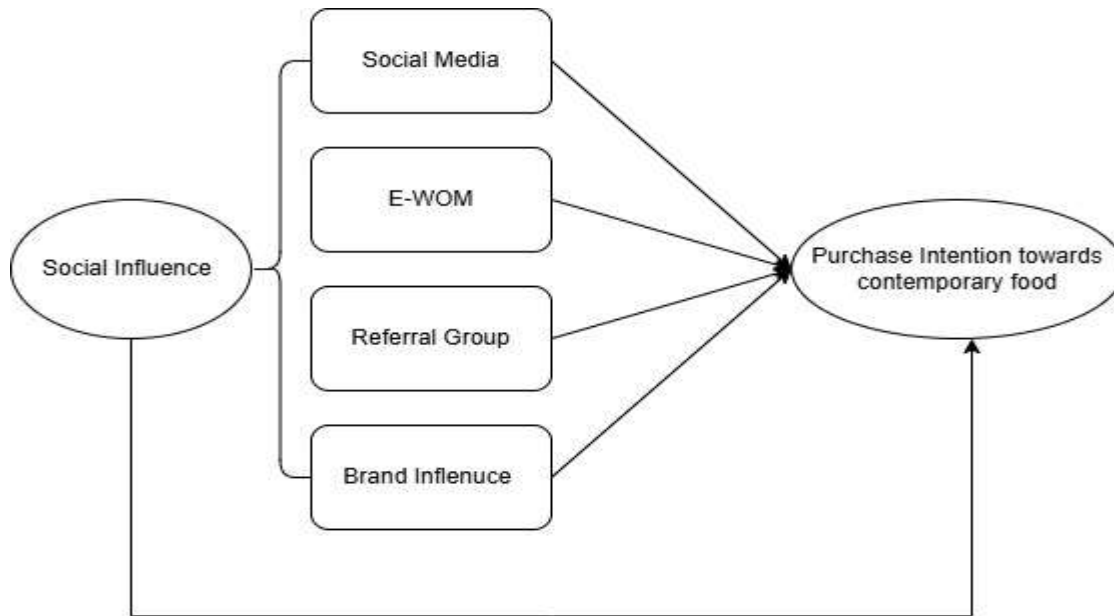 Social Media
E-WOM
Social Influence
Purchase Intention towards
contemporary food
Referral Group
Brand Inflenuce